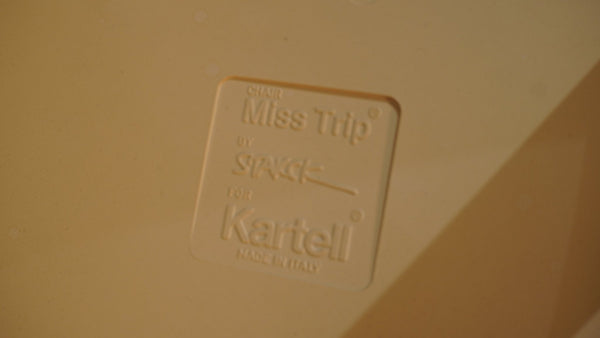 CHAIR
Miss Trip®
BY
STARCK
FOR
Kartell®
MADE IN ITALY